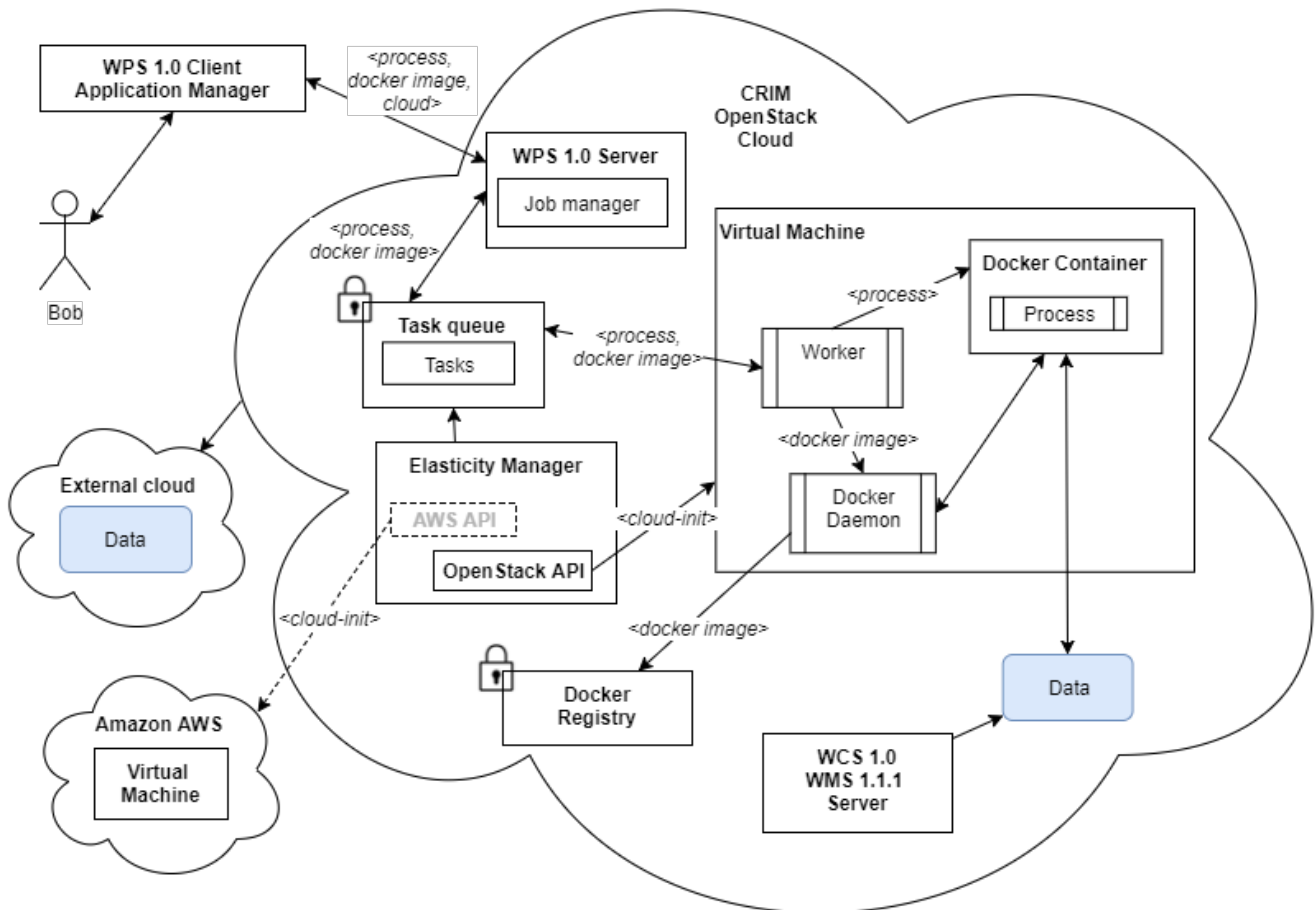 WPS 1.0 Client
Application Manager
<process,
docker image,
cloud>
CRIM
OpenStack
Cloud
WPS 1.0 Server
Job manager
Bob
<process,
docker image>
Task queue
Tasks
<process,
docker image>
Virtual Machine
Docker Container
Process
<process>
Worker
<docker image>
Docker
Daemon
Elasticity Manager
AWS API
OpenStack API
<cloud-init>
External cloud
Data
<cloud-init>
<docker image>
Docker
Registry
Amazon AWS
Virtual
Machine
Data
WCS 1.0
WMS 1.1.1
Server